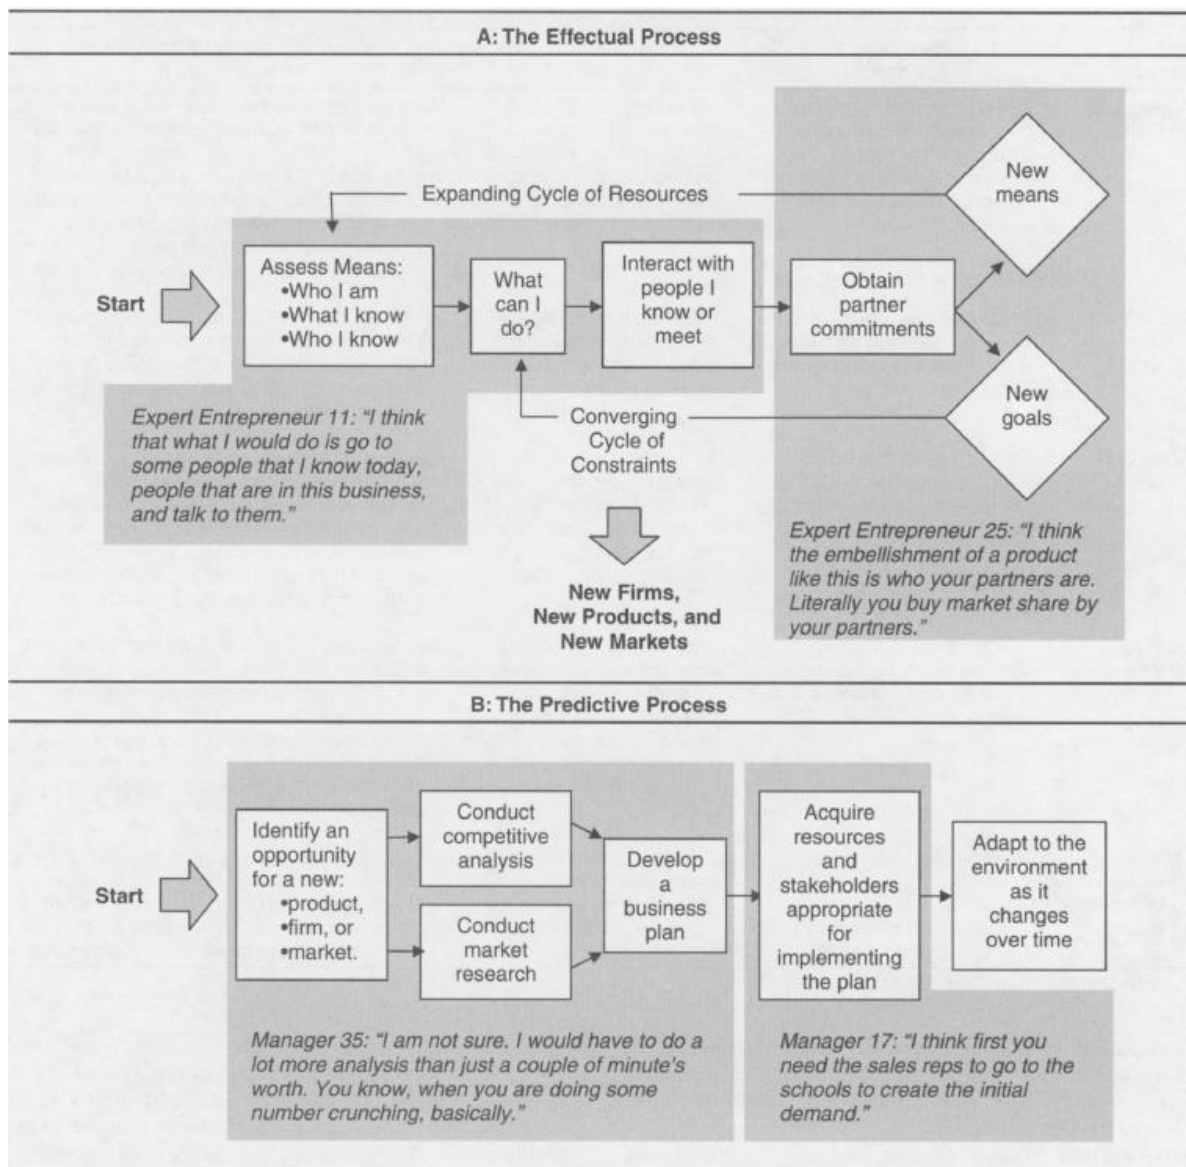 A: The Effectual Process
New
means
Expanding Cycle of Resources
Start
Assess Means:
•Who I am
•What I know
•Who I know
What
can I
do?
Interact with
people I
know or
meet
Obtain
partner
commitments
New
goals
Converging
Cycle of
Constraints
Expert Entrepreneur 11: “I think
that what I would do is go to
some people that I know today,
people that are in this business,
and talk to them.”
Expert Entrepreneur 25: “I think
the embellishment of a product
like this is who your partners are.
Literally you buy market share by
your partners.”
New Firms,
New Products, and
New Markets
B: The Predictive Process
Start
Identify an
opportunity
for a new:
•product,
•firm, or
•market.
Conduct
competitive
analysis
Conduct
market
research
Develop
a
business
plan
Acquire
resources
and
stakeholders
appropriate
for
implementing
the plan
Adapt to the
environment
as it
changes
over time
Manager 35: “I am not sure. I would have to do a
lot more analysis than just a couple of minute’s
worth. You know, when you are doing some
number crunching, basically.”
Manager 17: “I think first you
need the sales reps to go to the
schools to create the initial
demand.”